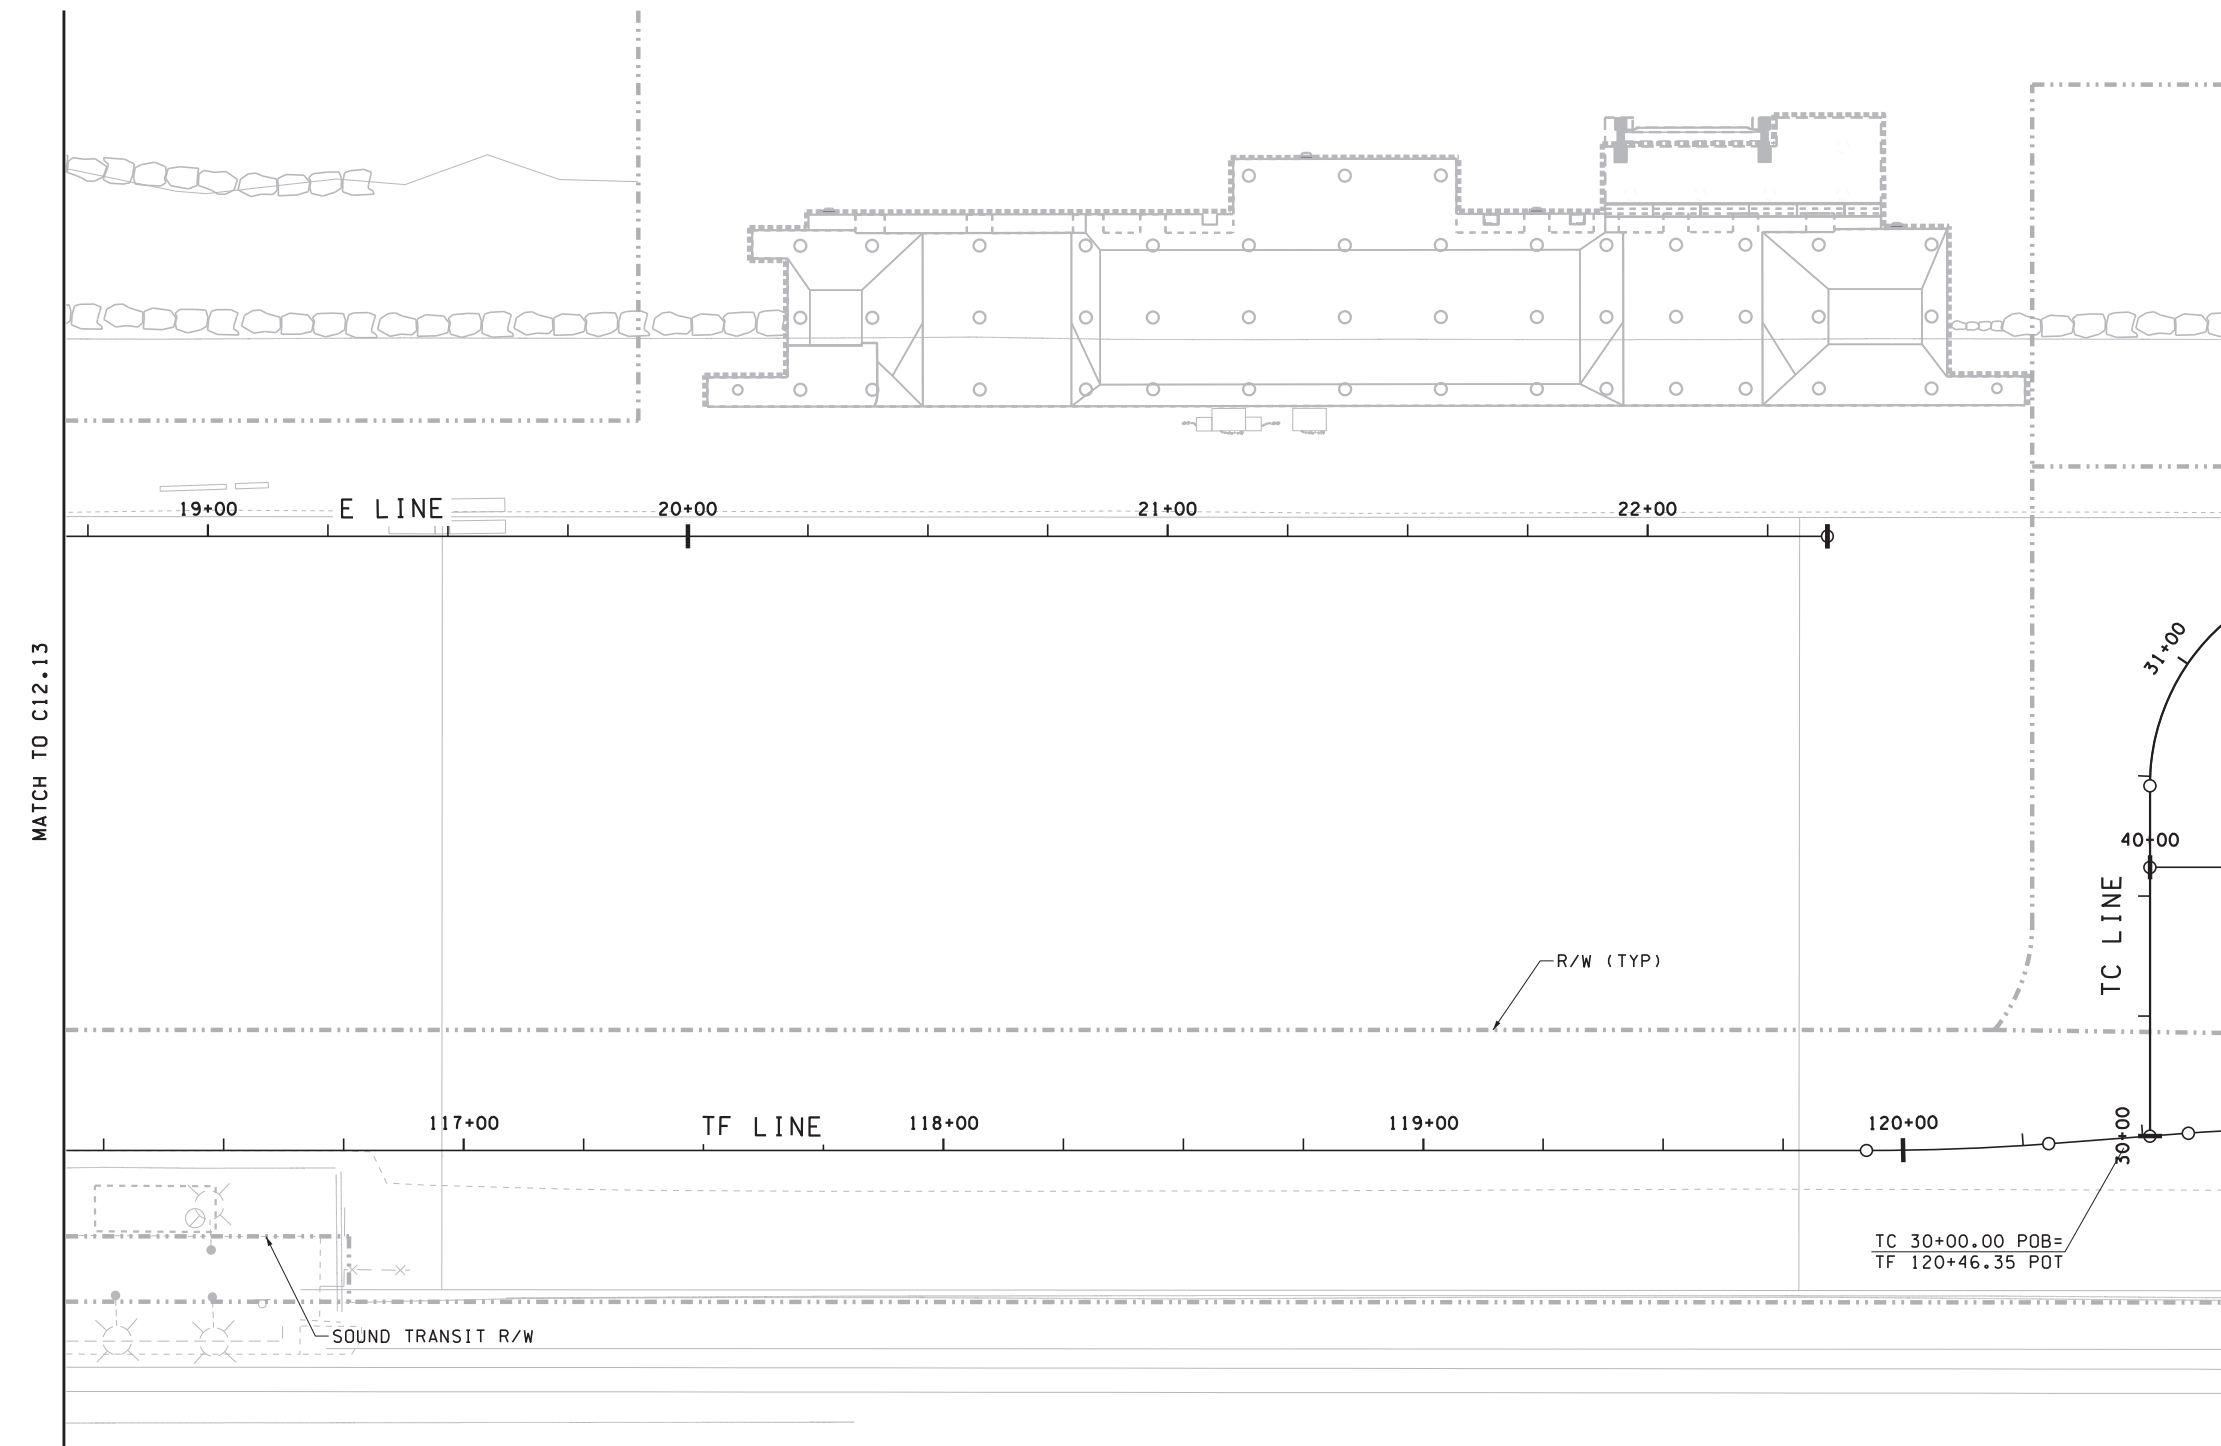 19+00
E LINE
20+00
21+00
22+00
MATCH TO C12.13
31+00
40+00
TC LINE
R/W (TYP)
117+00
TF LINE
118+00
119+00
120+00
30+00
TC 30+00.00 POB=
TF 120+46.35 POT
SOUND TRANSIT R/W